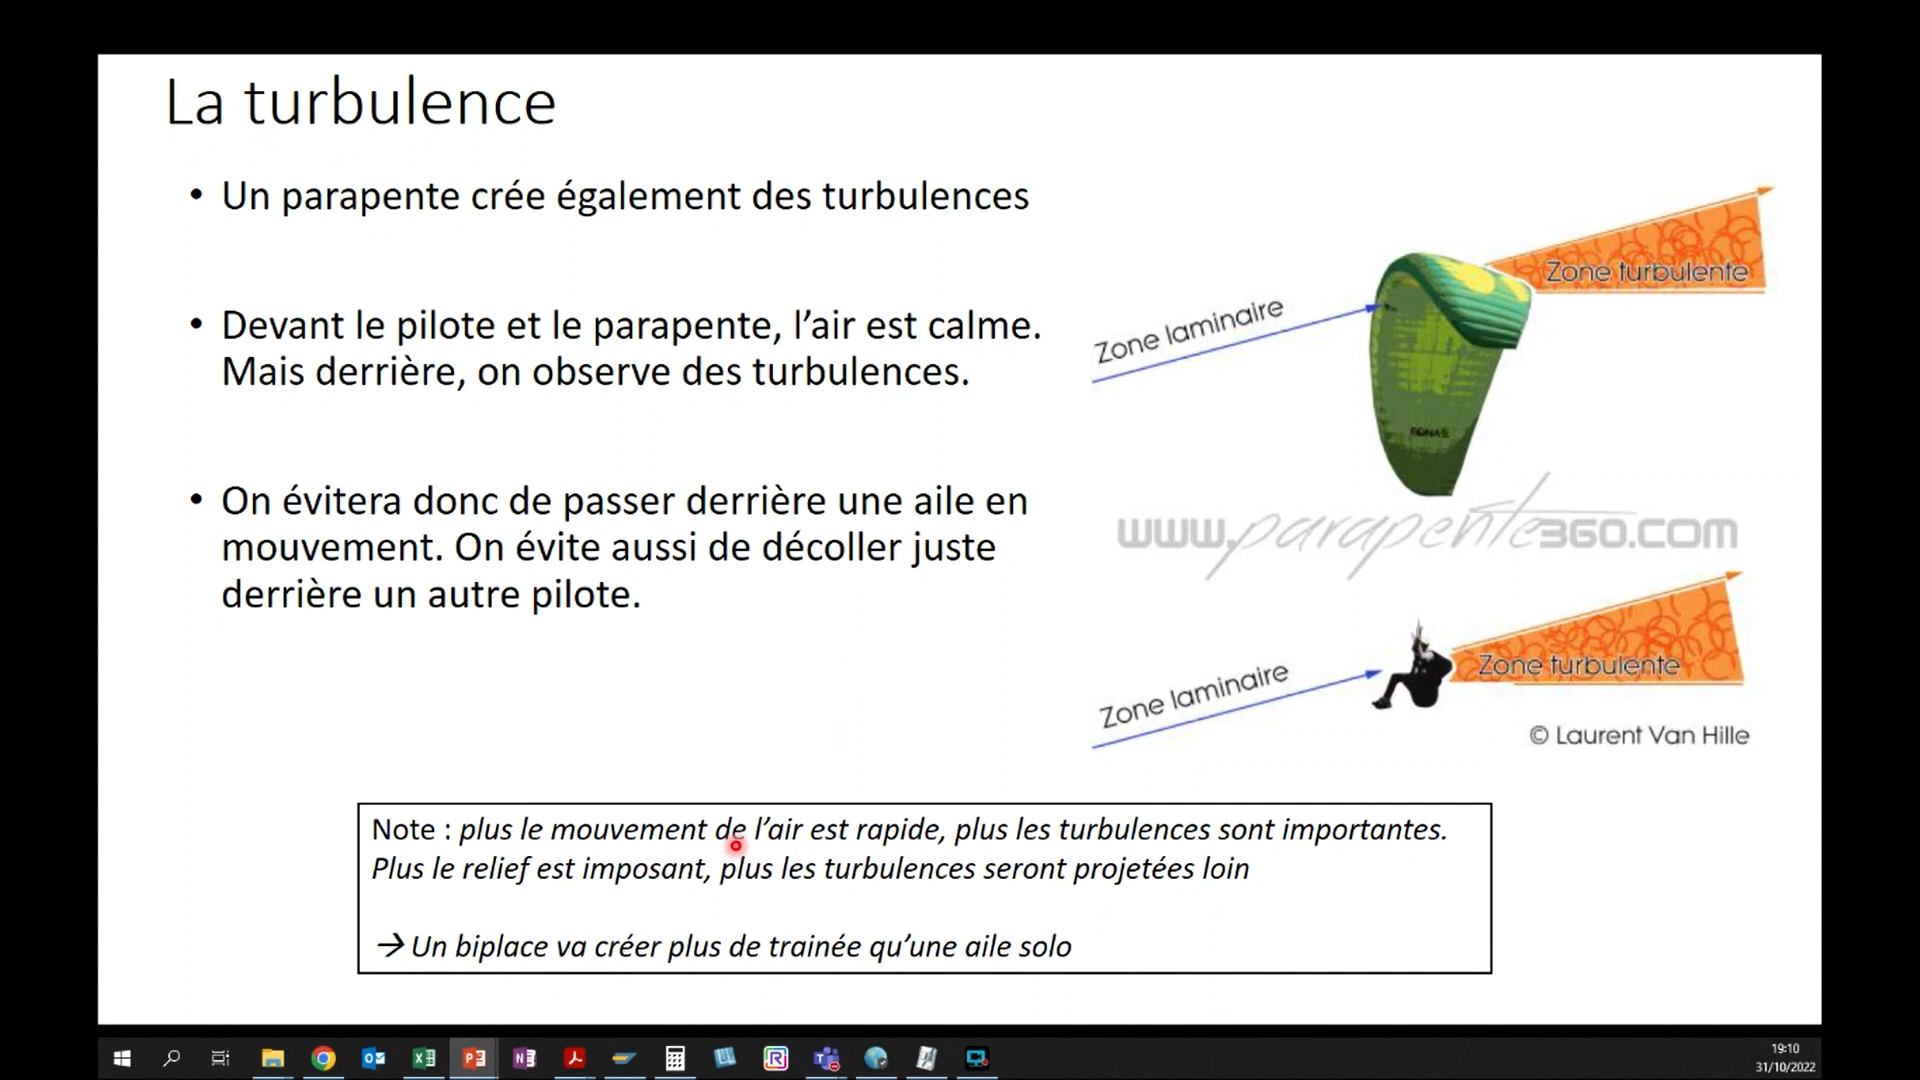 La turbulence
• Un parapente crée également des turbulences
• Devant le pilote et le parapente, l’air est calme.
Mais derrière, on observe des turbulences.
• On évitera donc de passer derrière une aile en
mouvement. On évite aussi de décoller juste
derrière un autre pilote.
Zone turbulente
Zone laminaire
www.parapente360.com
Zone turbulente
Zone laminaire
© Laurent Van Hille
Note : plus le mouvement de l’air est rapide, plus les turbulences sont importantes.
Plus le relief est imposant, plus les turbulences seront projetées loin
→ Un biplace va créer plus de trainée qu’une aile solo
19:10
31/10/2022